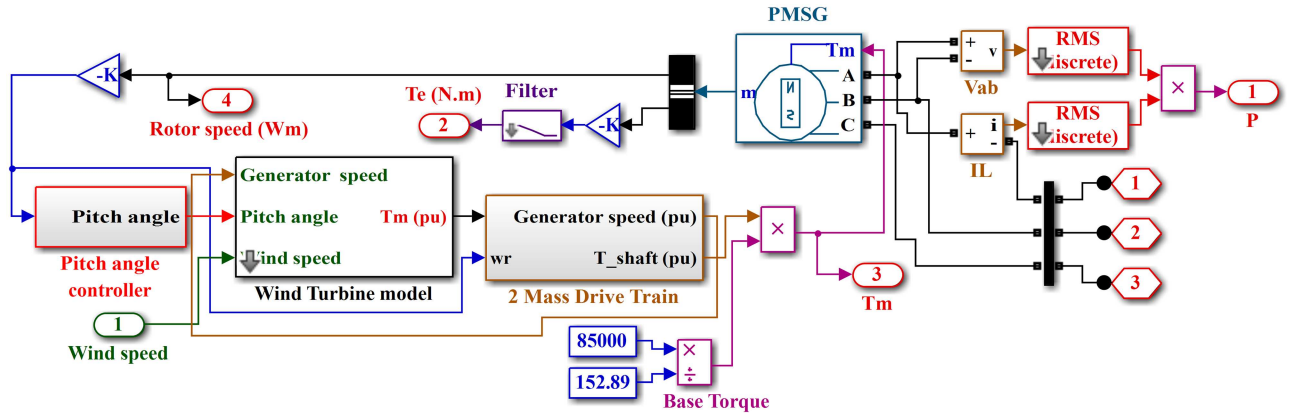 PMSG
-K
4
Rotor speed (Wm)
Te (N.m)
2
Filter
-K
m
Tm
A
B
C
N
S
+
-
v
Vab
RMS
iscrete)
+
i
-
IL
RMS
iscrete)
×
1
P
1
2
3
Pitch angle
Pitch angle
controller
Generator speed
Pitch angle
ind speed
Tm (pu)
Wind Turbine model
Generator speed (pu)
wr
T_shaft (pu)
2 Mass Drive Train
×
3
Tm
1
Wind speed
85000
152.89
×
÷
Base Torque